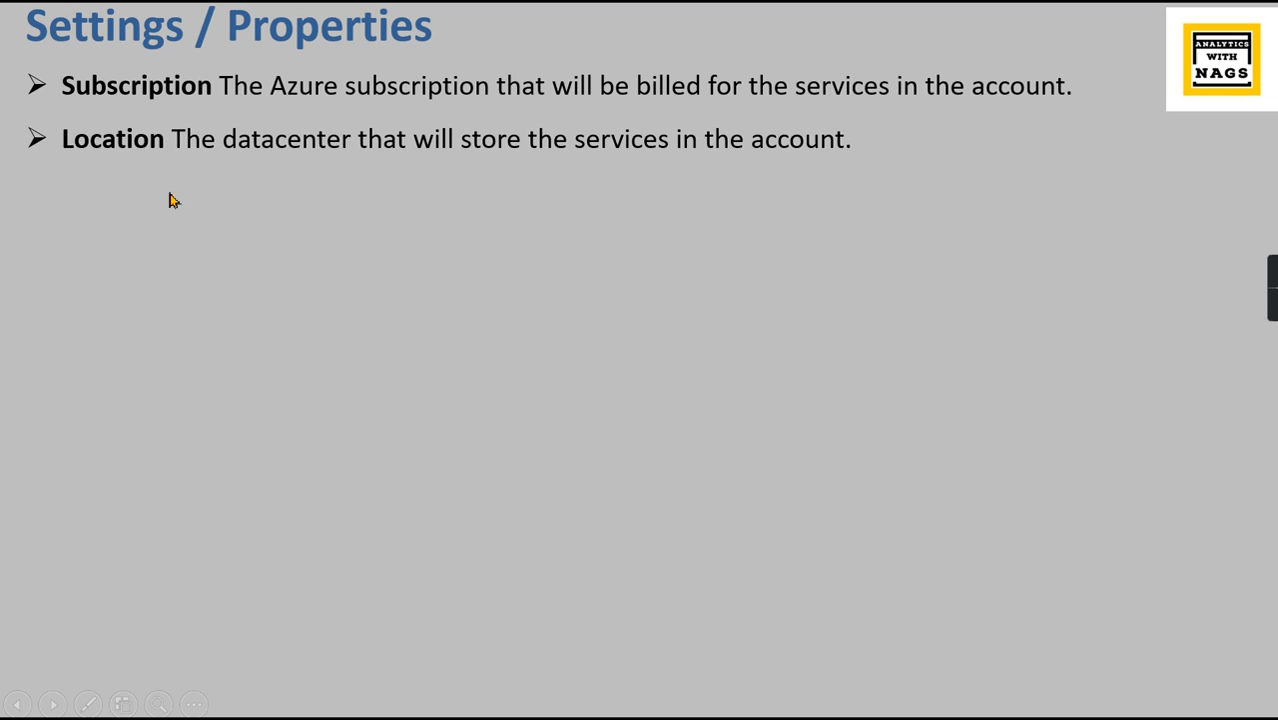 Settings / Properties
Subscription The Azure subscription that will be billed for the services in the account.
Location The datacenter that will store the services in the account.
ANALYTICS
WITH
NAGS